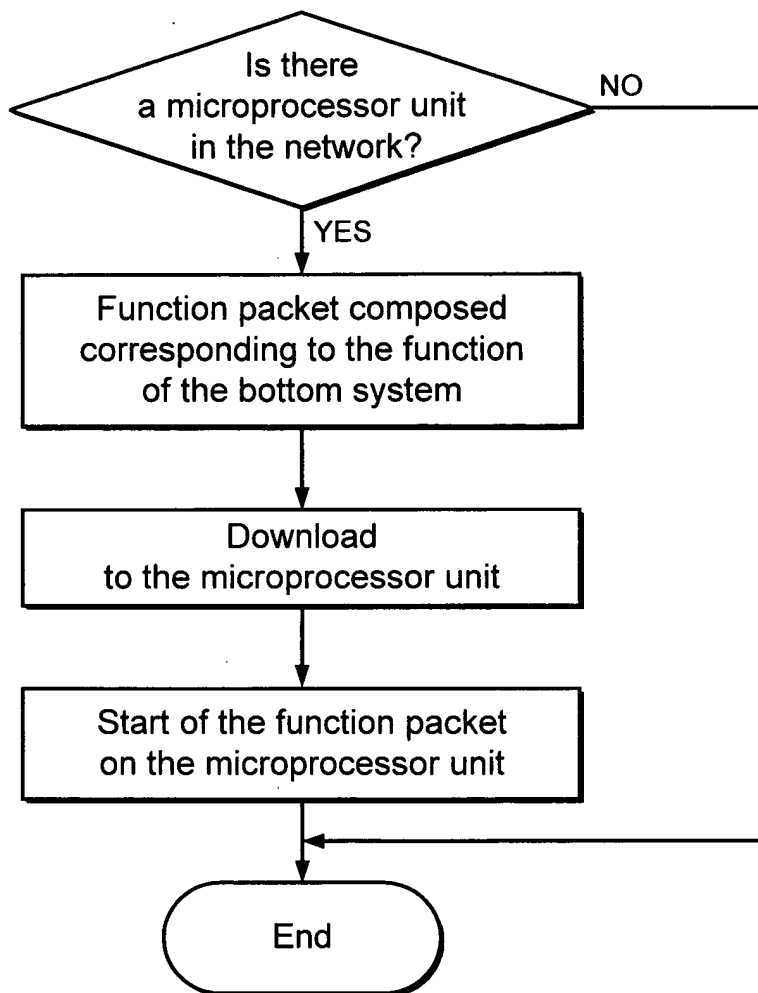 Is there
a microprocessor unit
in the network?
NO
YES
Function packet composed
corresponding to the function
of the bottom system
Download
to the microprocessor unit
Start of the function packet
on the microprocessor unit
End